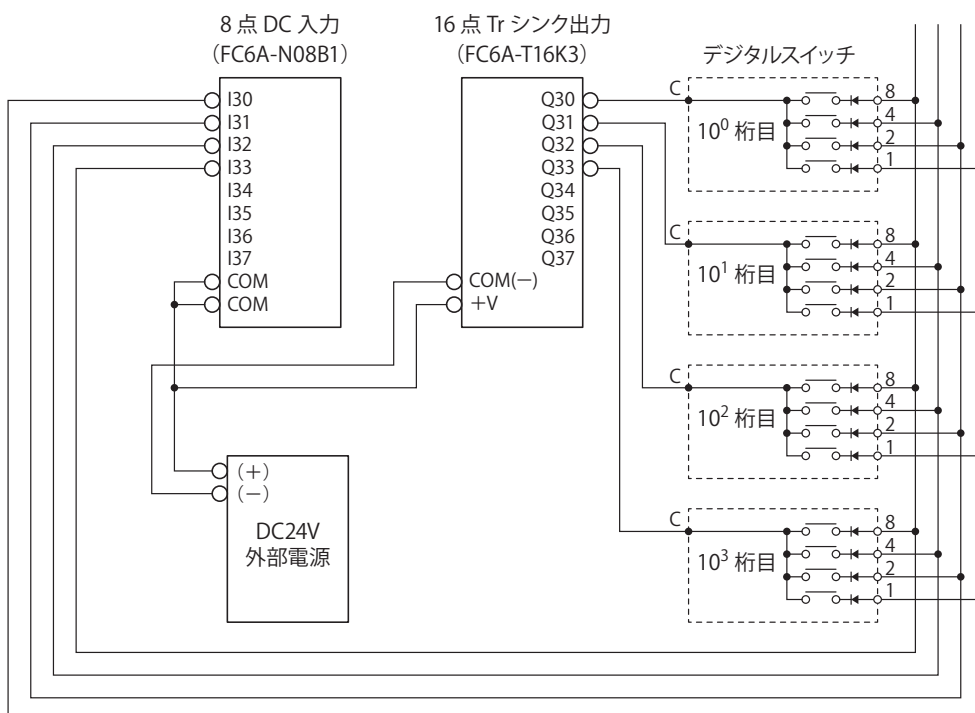 8 点 DC 入力
（FC6A-N08B1）
I30
I31
I32
I33
I34
I35
I36
I37
COM
COM
16 点 Tr シンク出力
（FC6A-T16K3）
Q30
Q31
Q32
Q33
Q34
Q35
Q36
Q37
COM(−)
+V
(+)
(−)
DC24V
外部電源
デジタルスイッチ
C
10⁰ 桁目
8
4
2
1
C
10¹ 桁目
8
4
2
1
C
10² 桁目
8
4
2
1
C
10³ 桁目
8
4
2
1